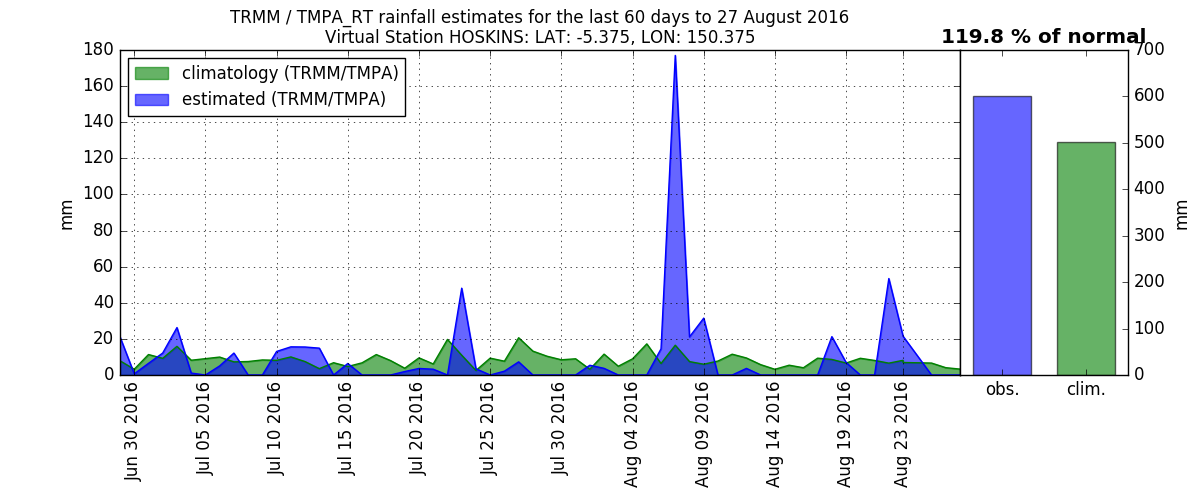 TRMM / TMPA_RT rainfall estimates for the last 60 days to 27 August 2016
Virtual Station HOSKINS: LAT: -5.375, LON: 150.375
119.8 % of normal
climatology (TRMM/TMPA)
estimated (TRMM/TMPA)
mm
180
160
140
120
100
80
60
40
20
0
Jun 30 2016
Jul 05 2016
Jul 10 2016
Jul 15 2016
Jul 20 2016
Jul 25 2016
Jul 30 2016
Aug 04 2016
Aug 09 2016
Aug 14 2016
Aug 19 2016
Aug 23 2016
700
600
500
400
300
200
100
0
mm
obs.
clim.